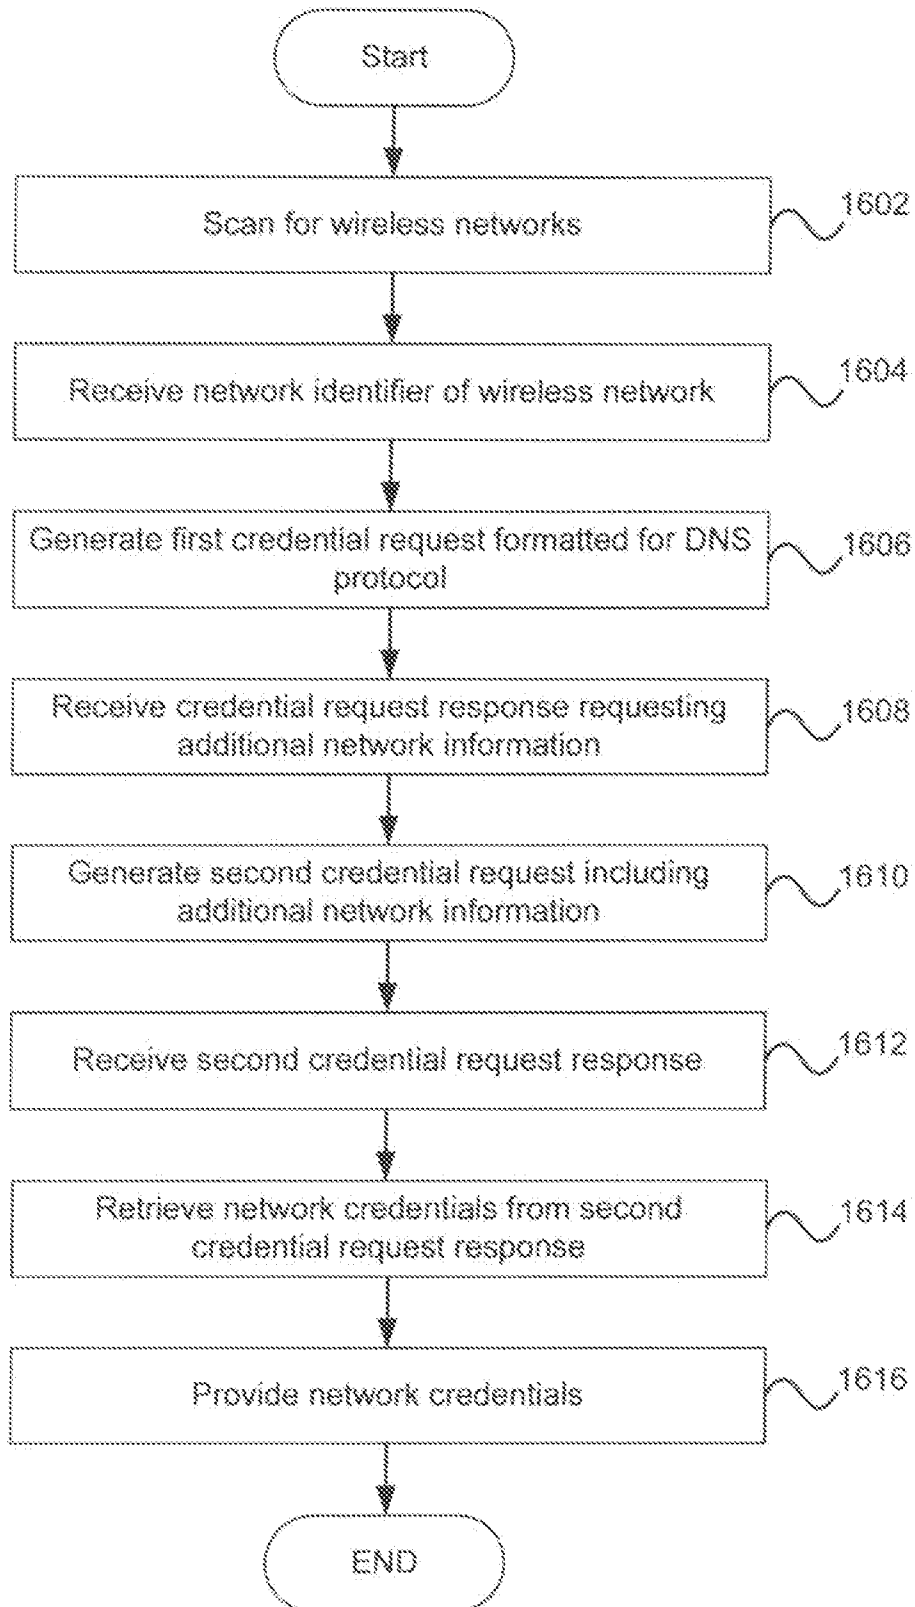 Start
Scan for wireless networks
1602
Receive network identifier of wireless network
1604
Generate first credential request formatted for DNS
protocol
1606
Receive credential request response requesting
additional network information
1608
Generate second credential request including
additional network information
1610
Receive second credential request response
1612
Retrieve network credentials from second
credential request response
1614
Provide network credentials
1616
END